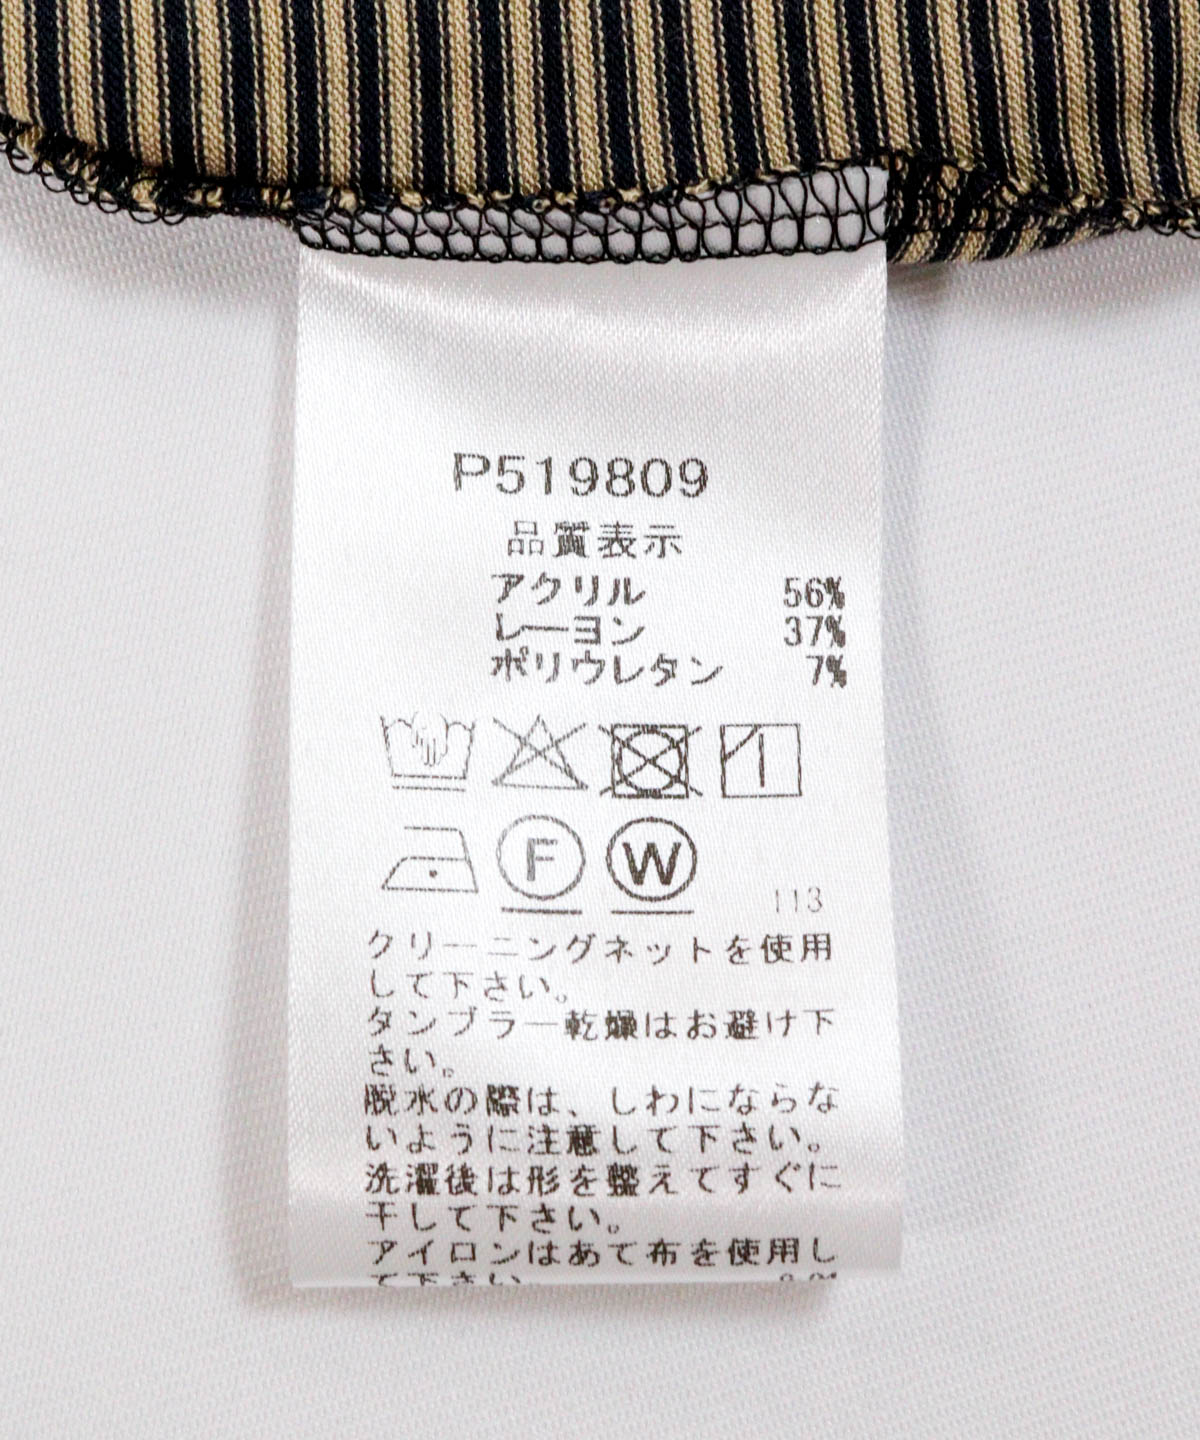 P519809
品質表示
アクリル 56%
レーヨン 37%
ポリウレタン 7%
F W
113
クリーニングネットを使用
して下さい。
タンブラー乾燥はお避け下
さい。
脱水の際は、しわにならな
いように注意して下さい。
洗濯後は形を整えてすぐに
干して下さい。
アイロンはあて布を使用し
て下さい。